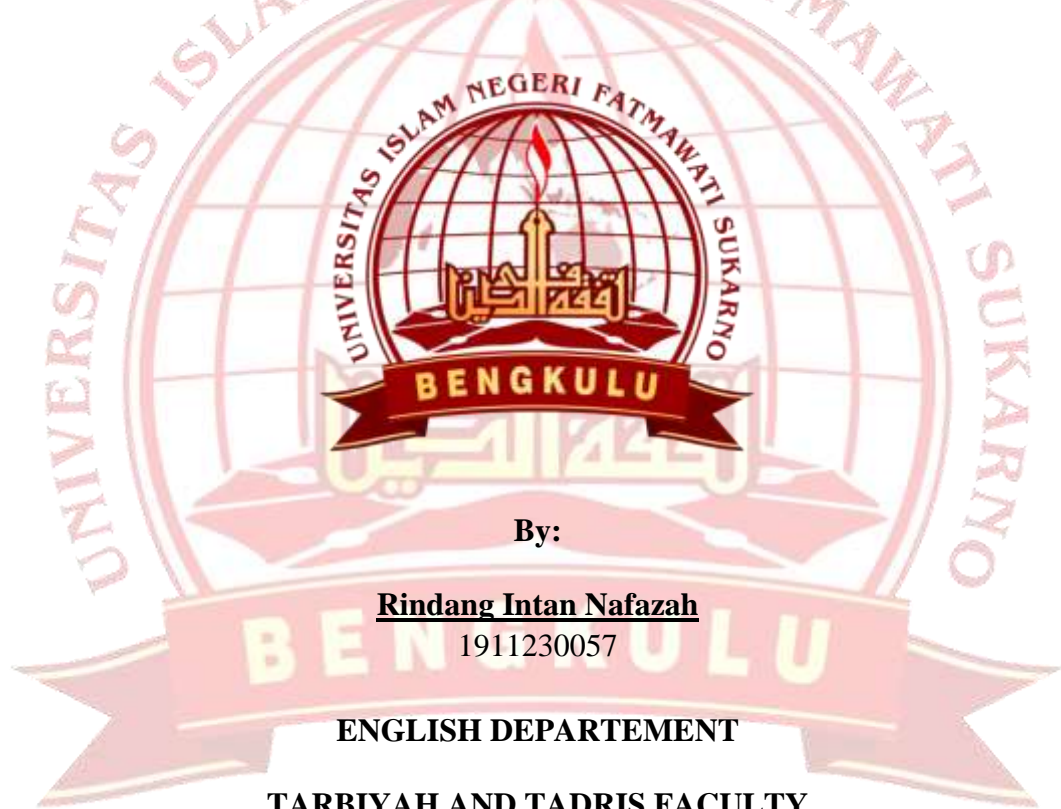 UNIVERSITAS ISLAM NEGERI FATMAWATI SUKARNO
BENGKULU
By:
Rindang Intan Nafazah
1911230057
ENGLISH DEPARTEMENT
TARBIYAH AND TADRIS FACULTY